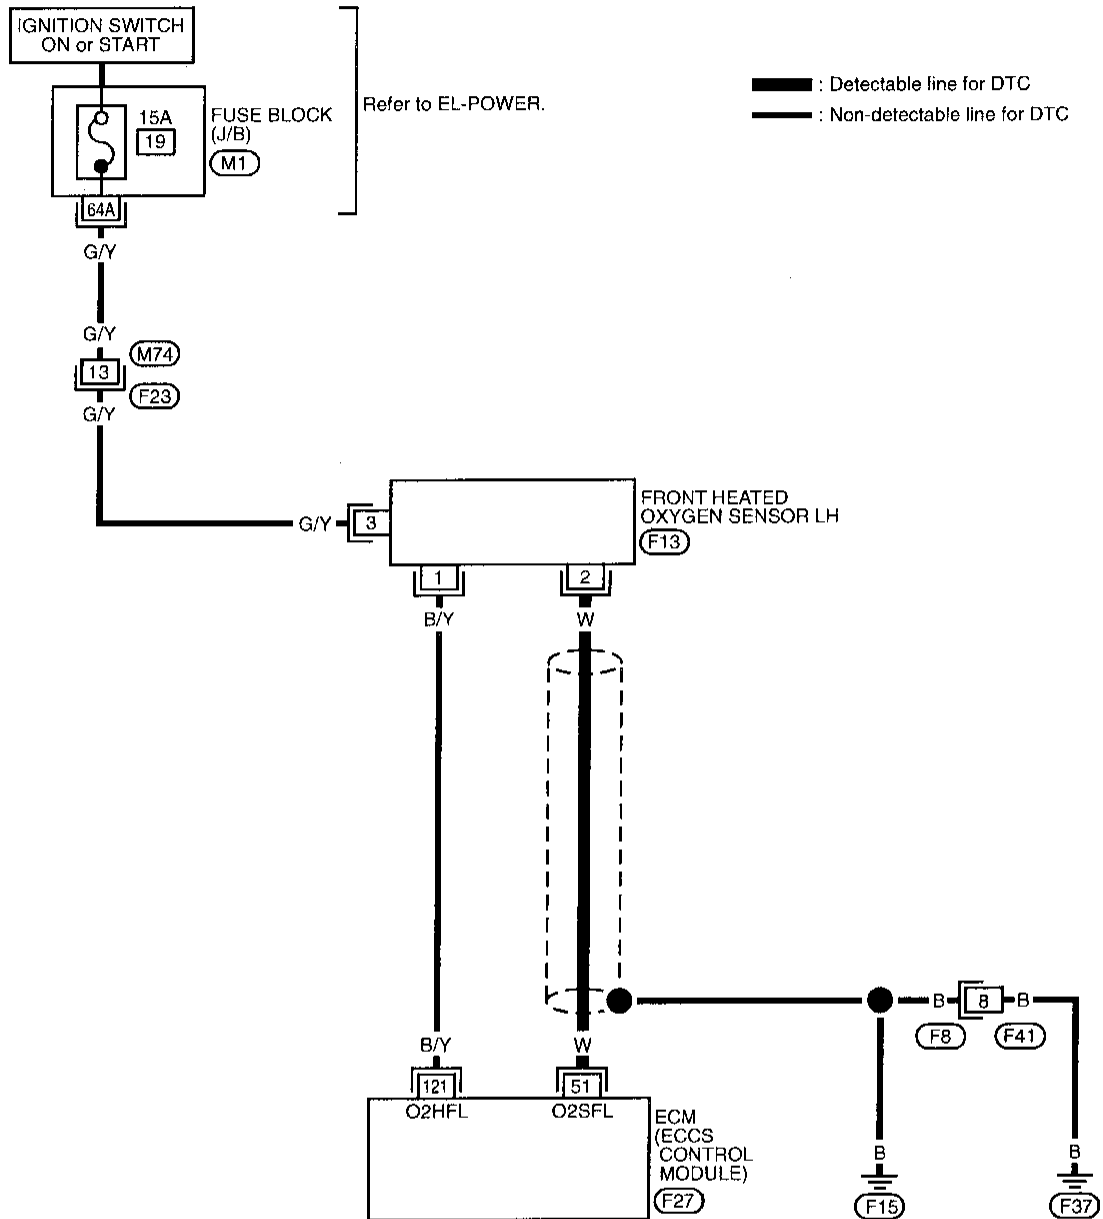 IGNITION SWITCH
ON or START
Refer to EL-POWER.
: Detectable line for DTC
: Non-detectable line for DTC
15A
19
FUSE BLOCK
(J/B)
M1
64A
G/Y
G/Y
M74
13
F23
G/Y
G/Y
3
FRONT HEATED
OXYGEN SENSOR LH
F13
1
2
B/Y
W
B
8
B
F8
F41
B/Y
W
121
51
O2HFL
O2SFL
ECM
(ECCS
CONTROL
MODULE)
F27
B
B
F15
F37